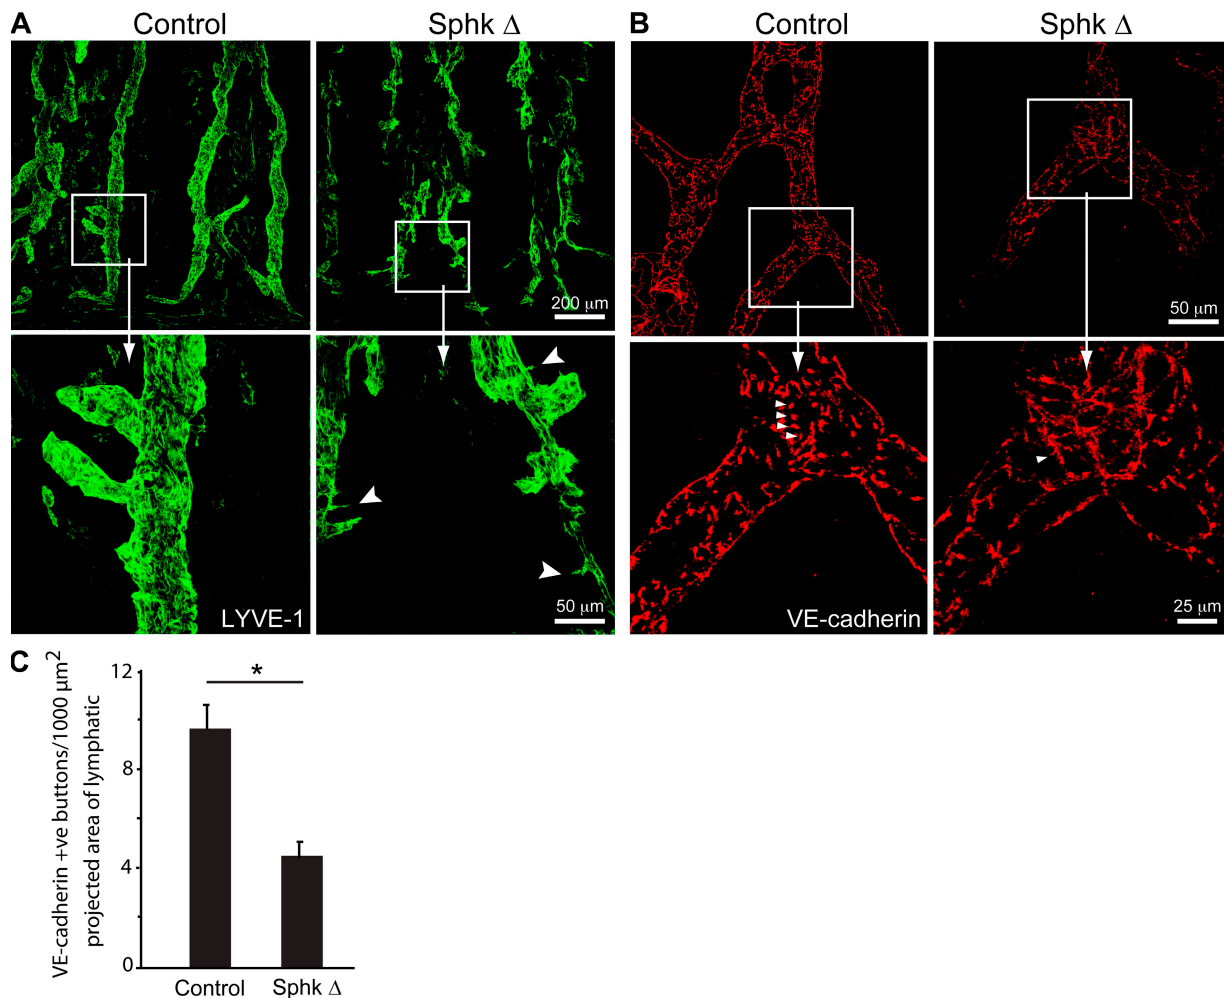 A
Control
Sphk Δ
B
Control
Sphk Δ
200 μm
50 μm
LYVE-1
50 μm
VE-cadherin
25 μm
C
VE-cadherin +ve buttons/1000 μm²
projected area of lymphatic
12
8
4
0
*
Control
Sphk Δ